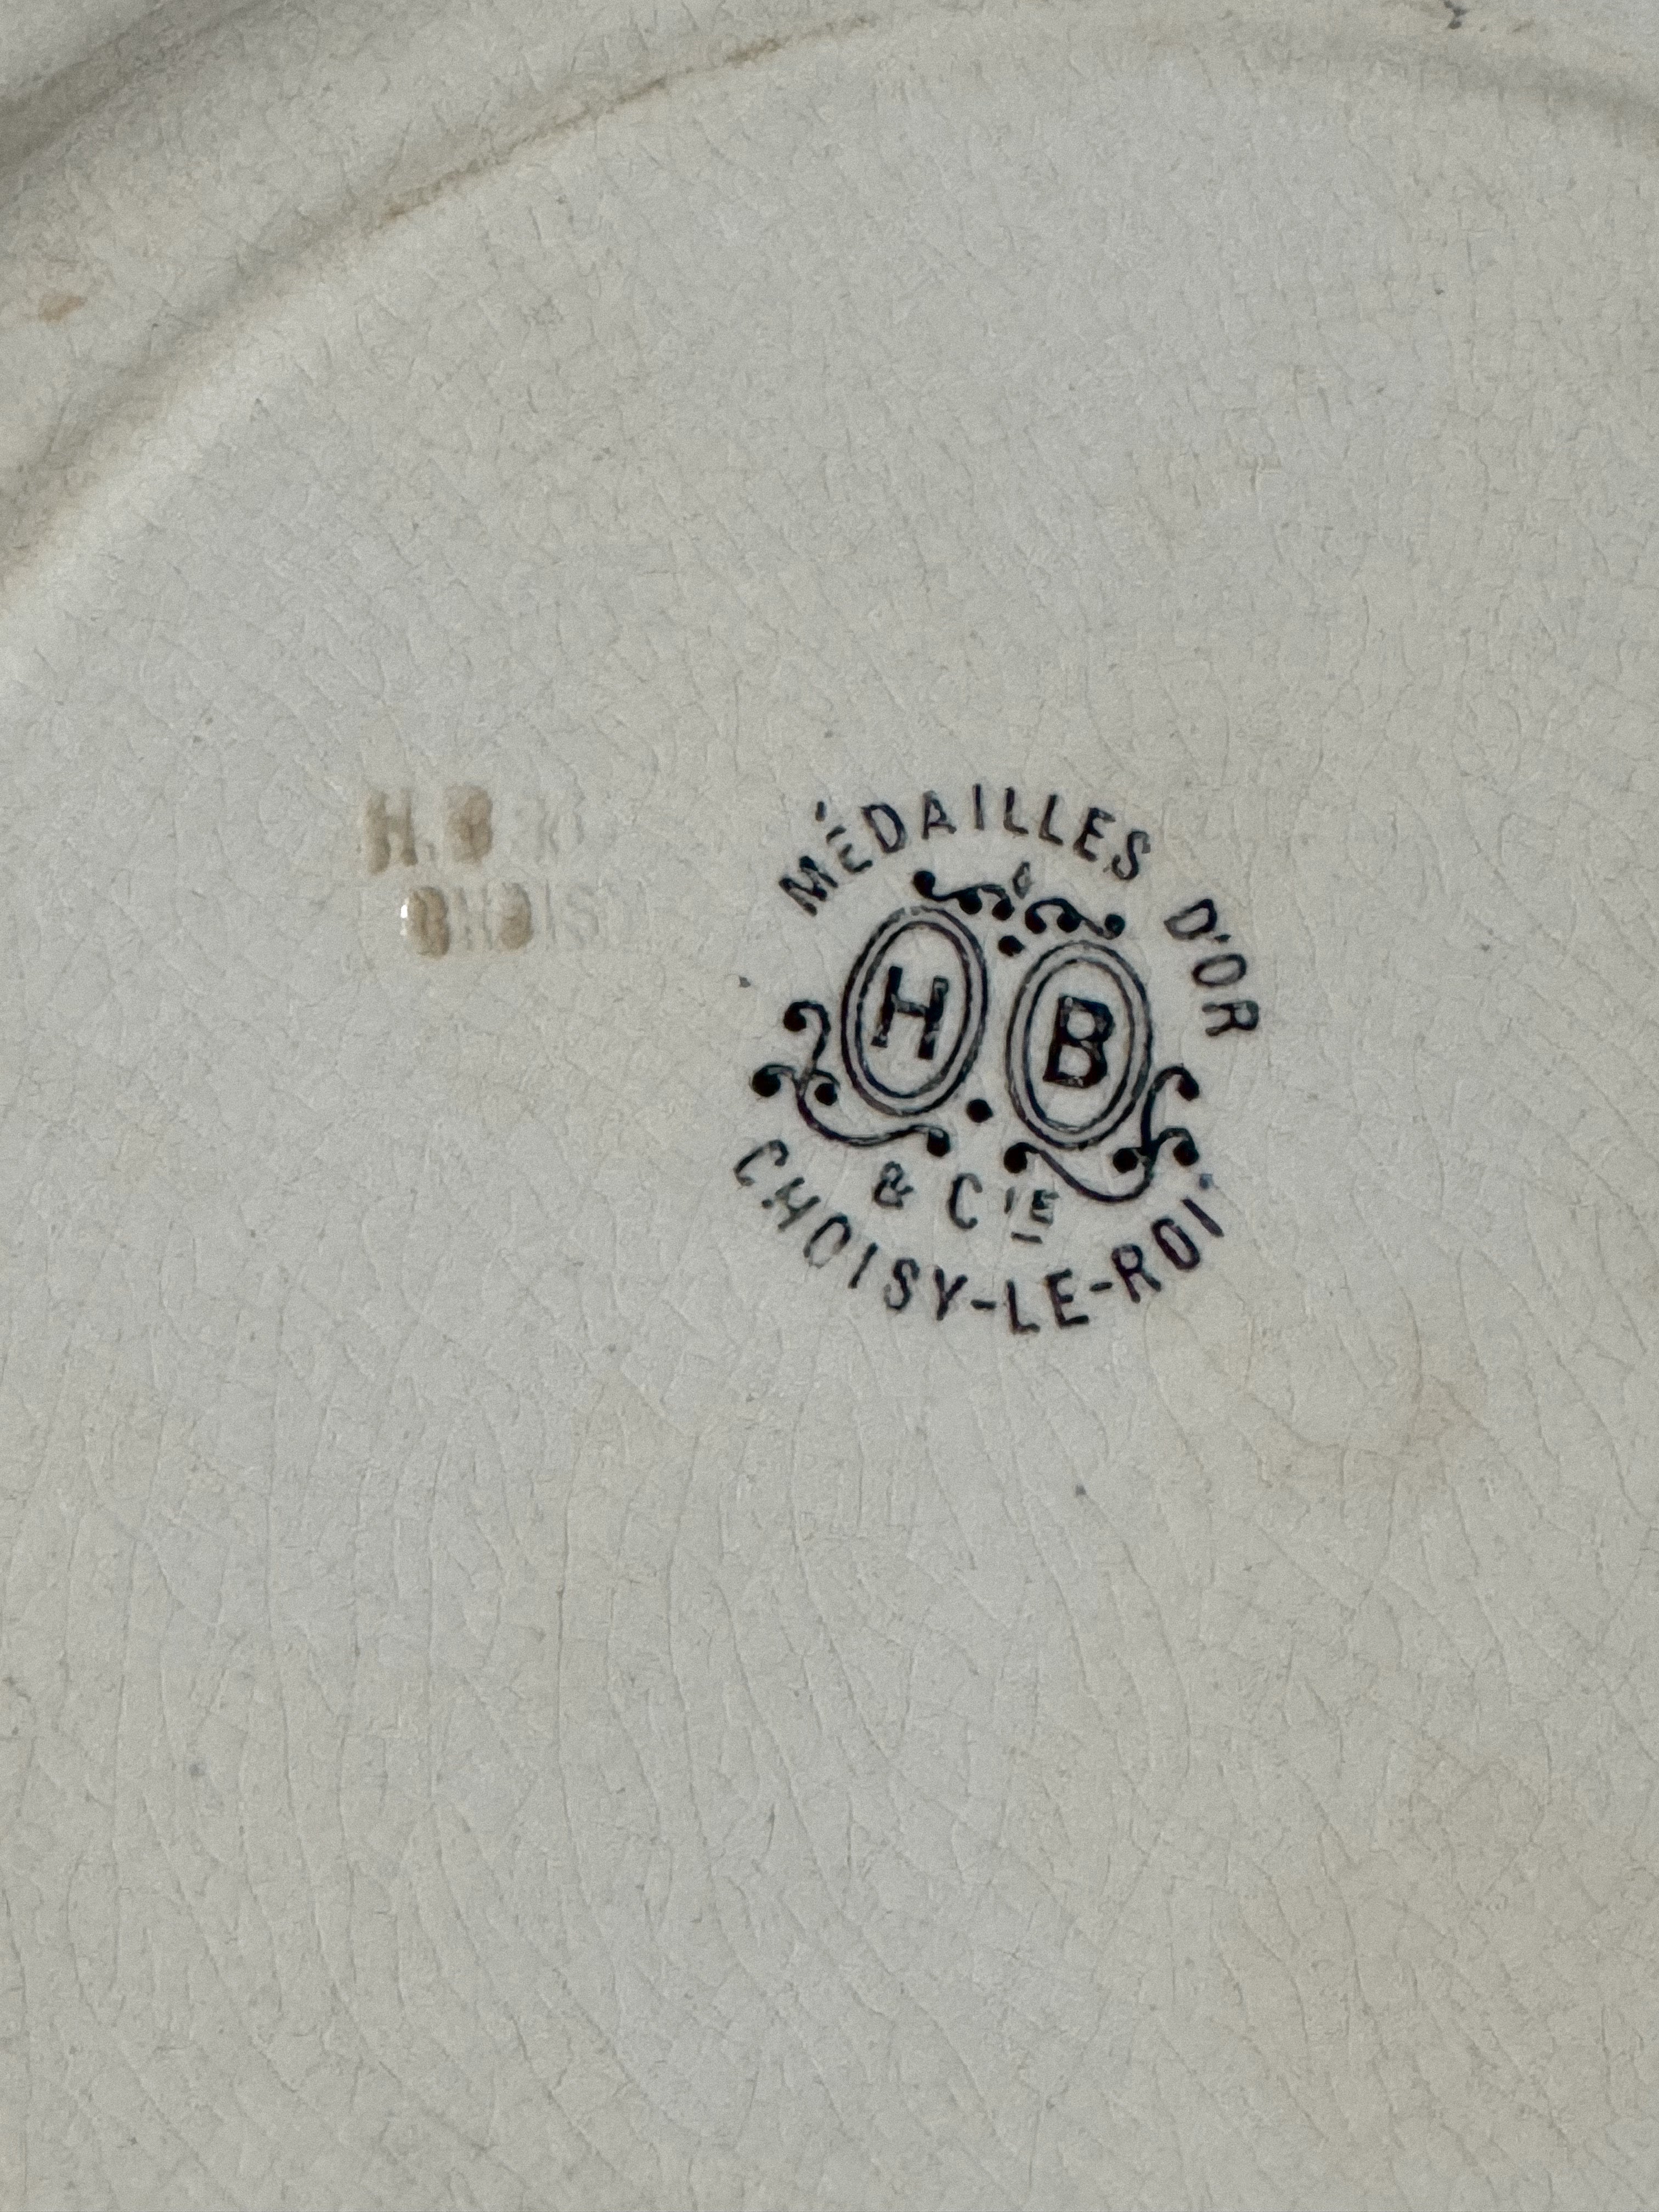 MÉDAILLES D'OR
H B
& CIE
CHOISY-LE-ROI
H.B